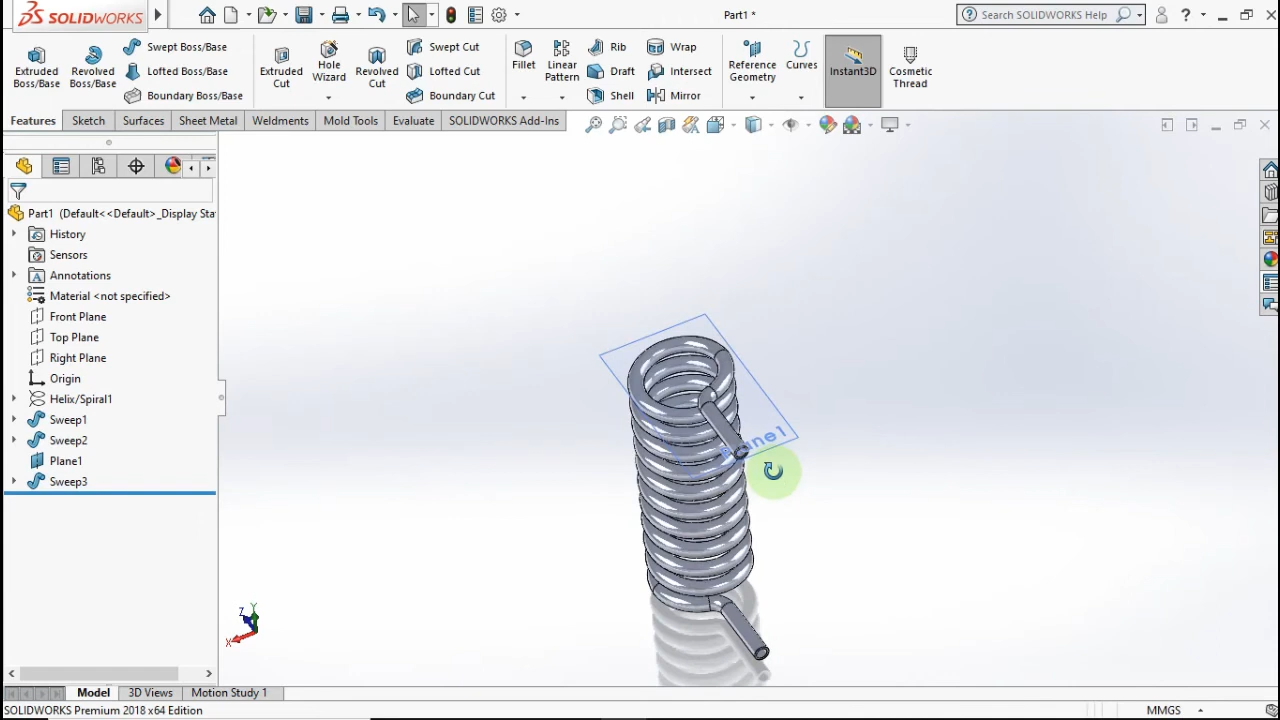 SOLIDWORKS
Part1 *
Search SOLIDWORKS Help
Extruded Boss/Base
Revolved Boss/Base
Swept Boss/Base
Lofted Boss/Base
Boundary Boss/Base
Extruded Cut
Hole Wizard
Revolved Cut
Swept Cut
Lofted Cut
Boundary Cut
Fillet
Linear Pattern
Rib
Draft
Shell
Wrap
Intersect
Mirror
Reference Geometry
Curves
Instant3D
Cosmetic Thread
Features Sketch Surfaces Sheet Metal Weldments Mold Tools Evaluate SOLIDWORKS Add-Ins
Part1 (Default<<Default>_Display Sta
History
Sensors
Annotations
Material <not specified>
Front Plane
Top Plane
Right Plane
Origin
Helix/Spiral1
Sweep1
Sweep2
Plane1
Sweep3
Plane1
Y
Z
X
Model 3D Views Motion Study 1
SOLIDWORKS Premium 2018 x64 Edition
MMGS